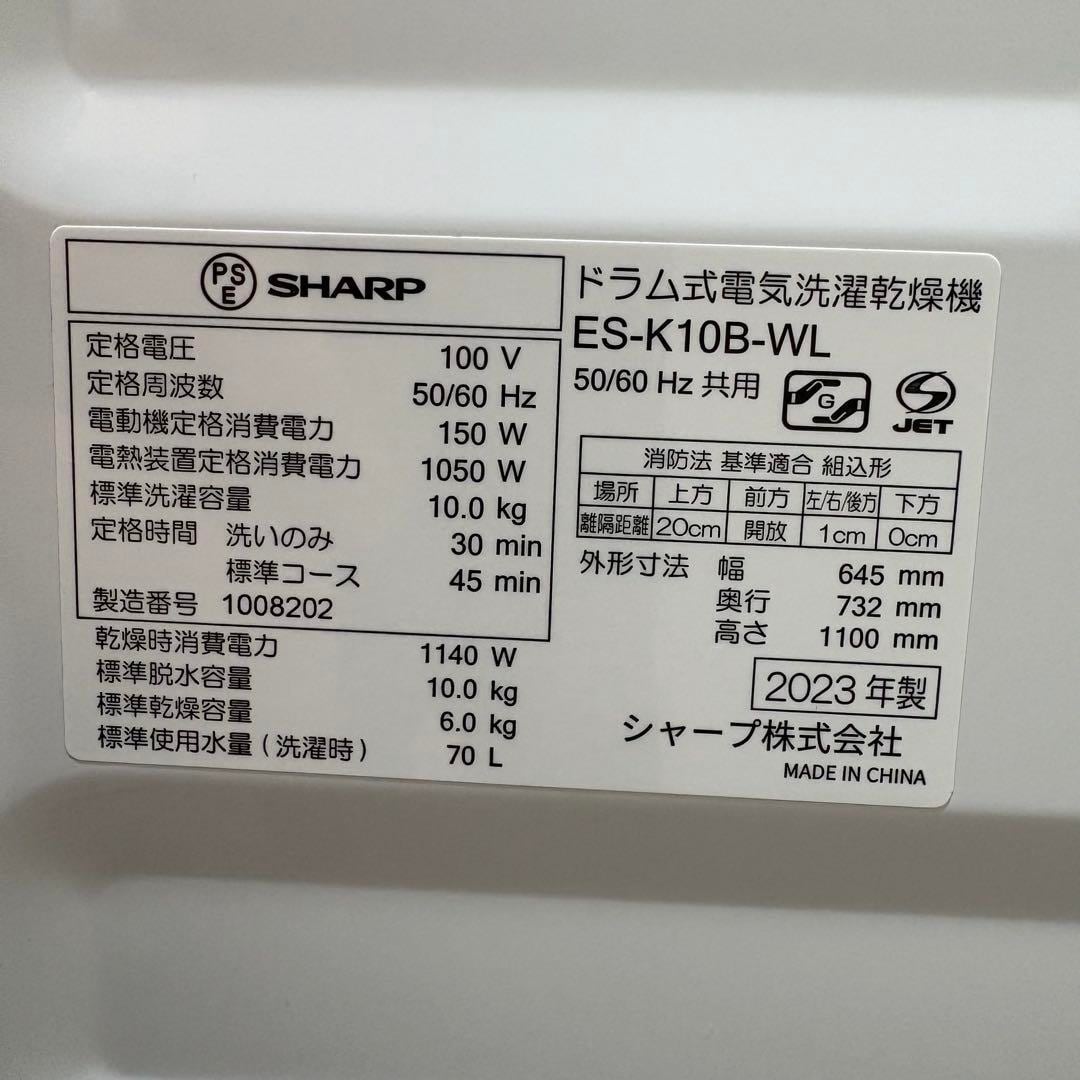 PSE SHARP
定格電圧 100 V
定格周波数 50/60 Hz
電動機定格消費電力 150 W
電熱装置定格消費電力 1050 W
標準洗濯容量 10.0 kg
定格時間 洗いのみ 30 min
標準コース 45 min
製造番号 1008202
乾燥時消費電力 1140 W
標準脱水容量 10.0 kg
標準乾燥容量 6.0 kg
標準使用水量(洗濯時) 70 L
ドラム式電気洗濯乾燥機
ES-K10B-WL
50/60 Hz 共用
G
S JET
消防法 基準適合 組込形
場所 上方 前方 左/右/後方 下方
離隔距離 20cm 開放 1cm 0cm
外形寸法 幅 645 mm
奥行 732 mm
高さ 1100 mm
2023 年製
シャープ株式会社
MADE IN CHINA